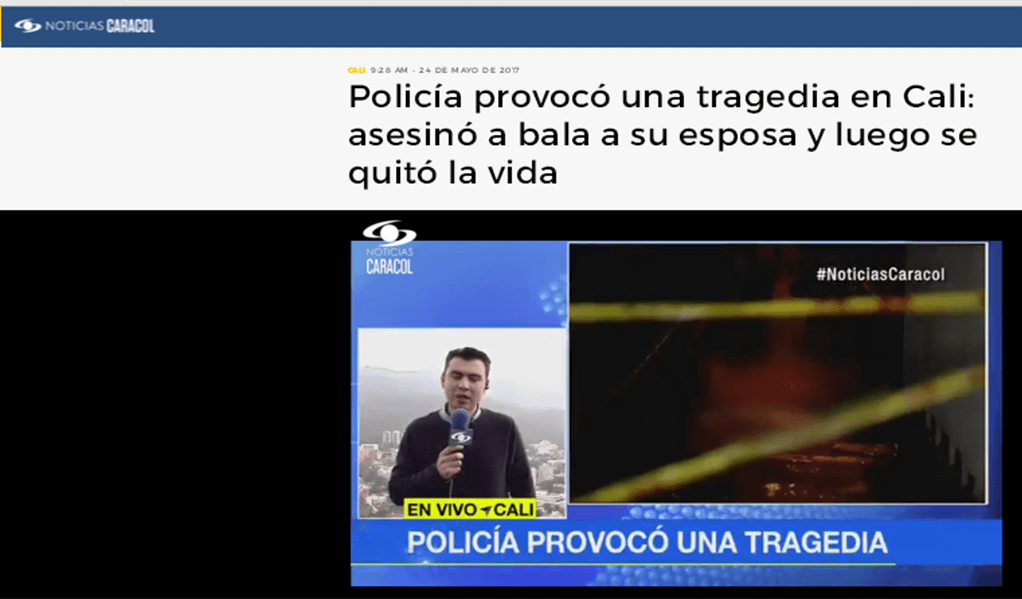 NOTICIAS CARACOL
CALI 9:28 AM - 24 DE MAYO DE 2017
Policía provocó una tragedia en Cali:
asesinó a bala a su esposa y luego se
quitó la vida
NOTICIAS
CARACOL
#NoticiasCaracol
EN VIVO CALI
POLICÍA PROVOCÓ UNA TRAGEDIA